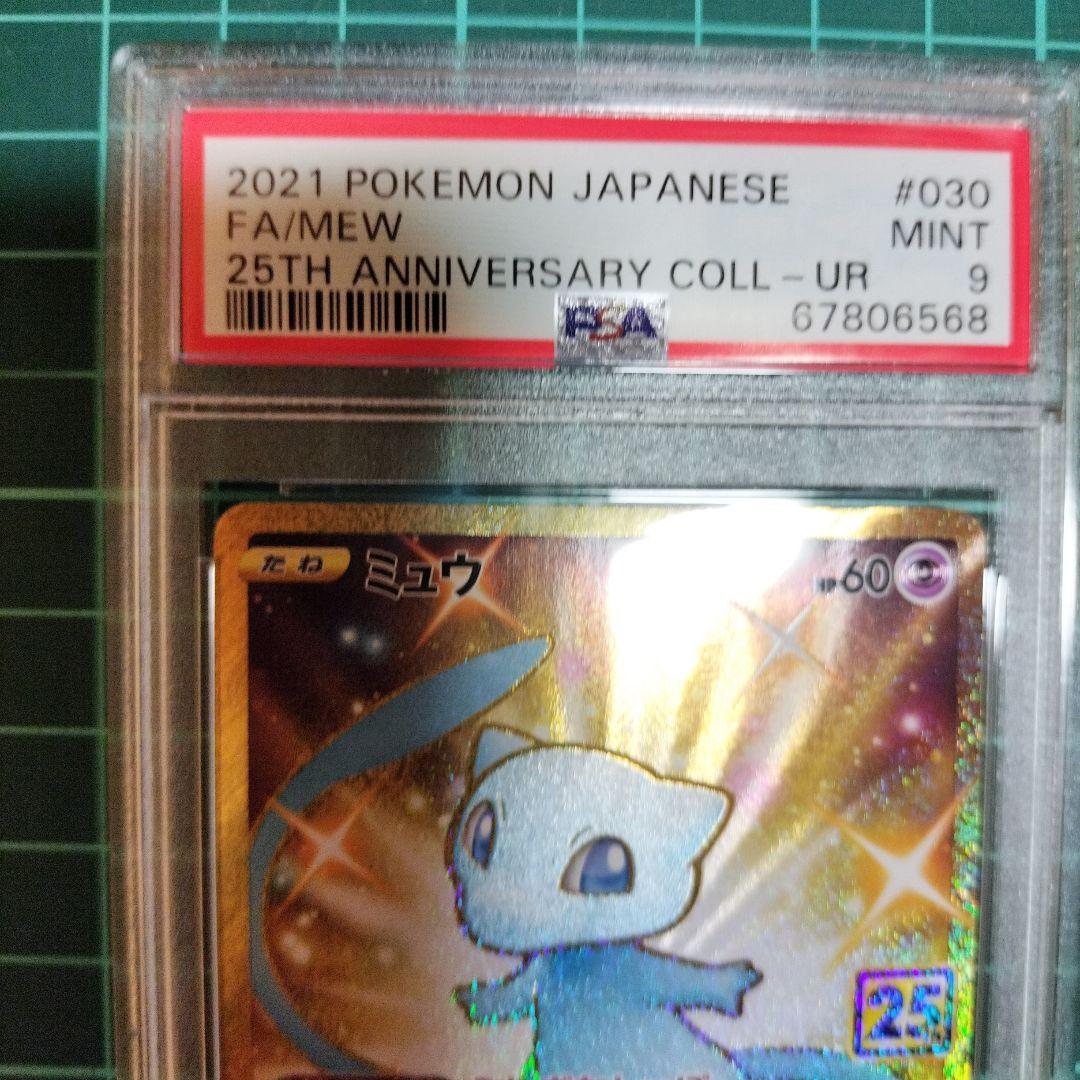 2021 POKEMON JAPANESE #030
FA/MEW MINT
25TH ANNIVERSARY COLL-UR 9
PSA 67806568
たね ミュウ HP60
25